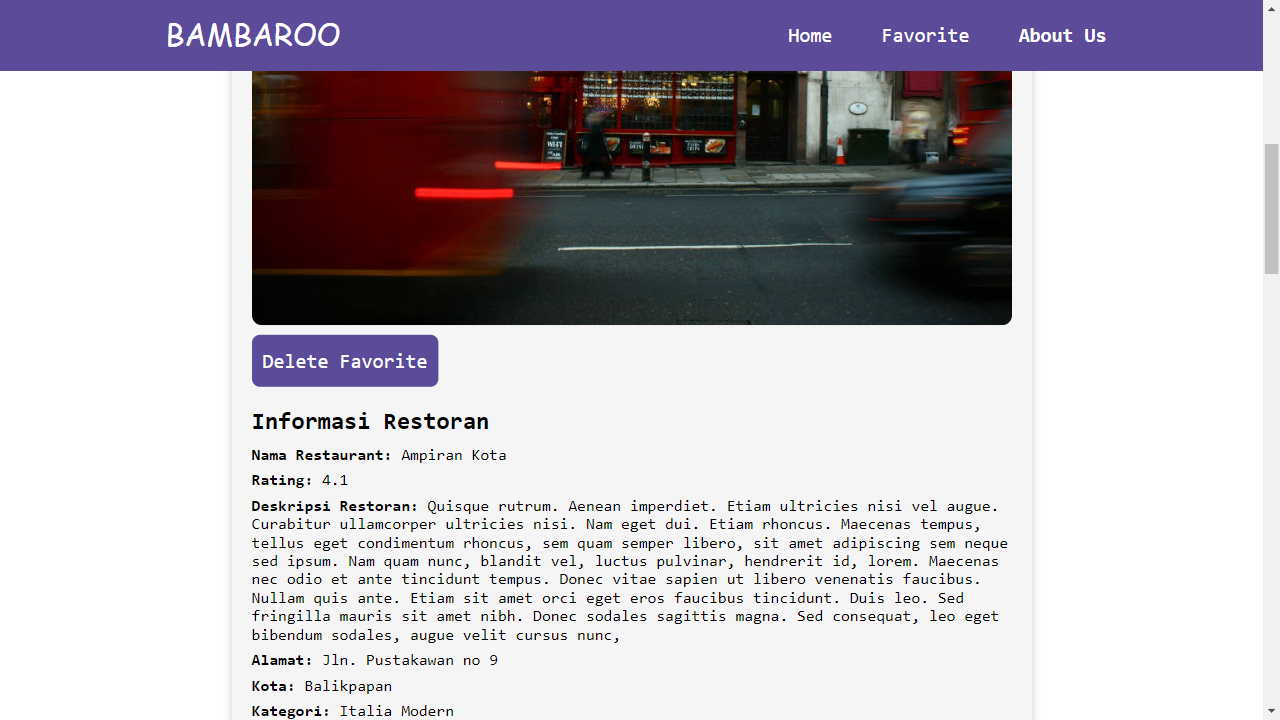 BAMBAROO
Home Favorite About Us
WI-FI
Delete Favorite
Informasi Restoran
Nama Restaurant: Ampiran Kota
Rating: 4.1
Deskripsi Restoran: Quisque rutrum. Aenean imperdiet. Etiam ultricies nisi vel augue.
Curabitur ullamcorper ultricies nisi. Nam eget dui. Etiam rhoncus. Maecenas tempus,
tellus eget condimentum rhoncus, sem quam semper libero, sit amet adipiscing sem neque
sed ipsum. Nam quam nunc, blandit vel, luctus pulvinar, hendrerit id, lorem. Maecenas
nec odio et ante tincidunt tempus. Donec vitae sapien ut libero venenatis faucibus.
Nullam quis ante. Etiam sit amet orci eget eros faucibus tincidunt. Duis leo. Sed
fringilla mauris sit amet nibh. Donec sodales sagittis magna. Sed consequat, leo eget
bibendum sodales, augue velit cursus nunc,
Alamat: Jln. Pustakawan no 9
Kota: Balikpapan
Kategori: Italia Modern